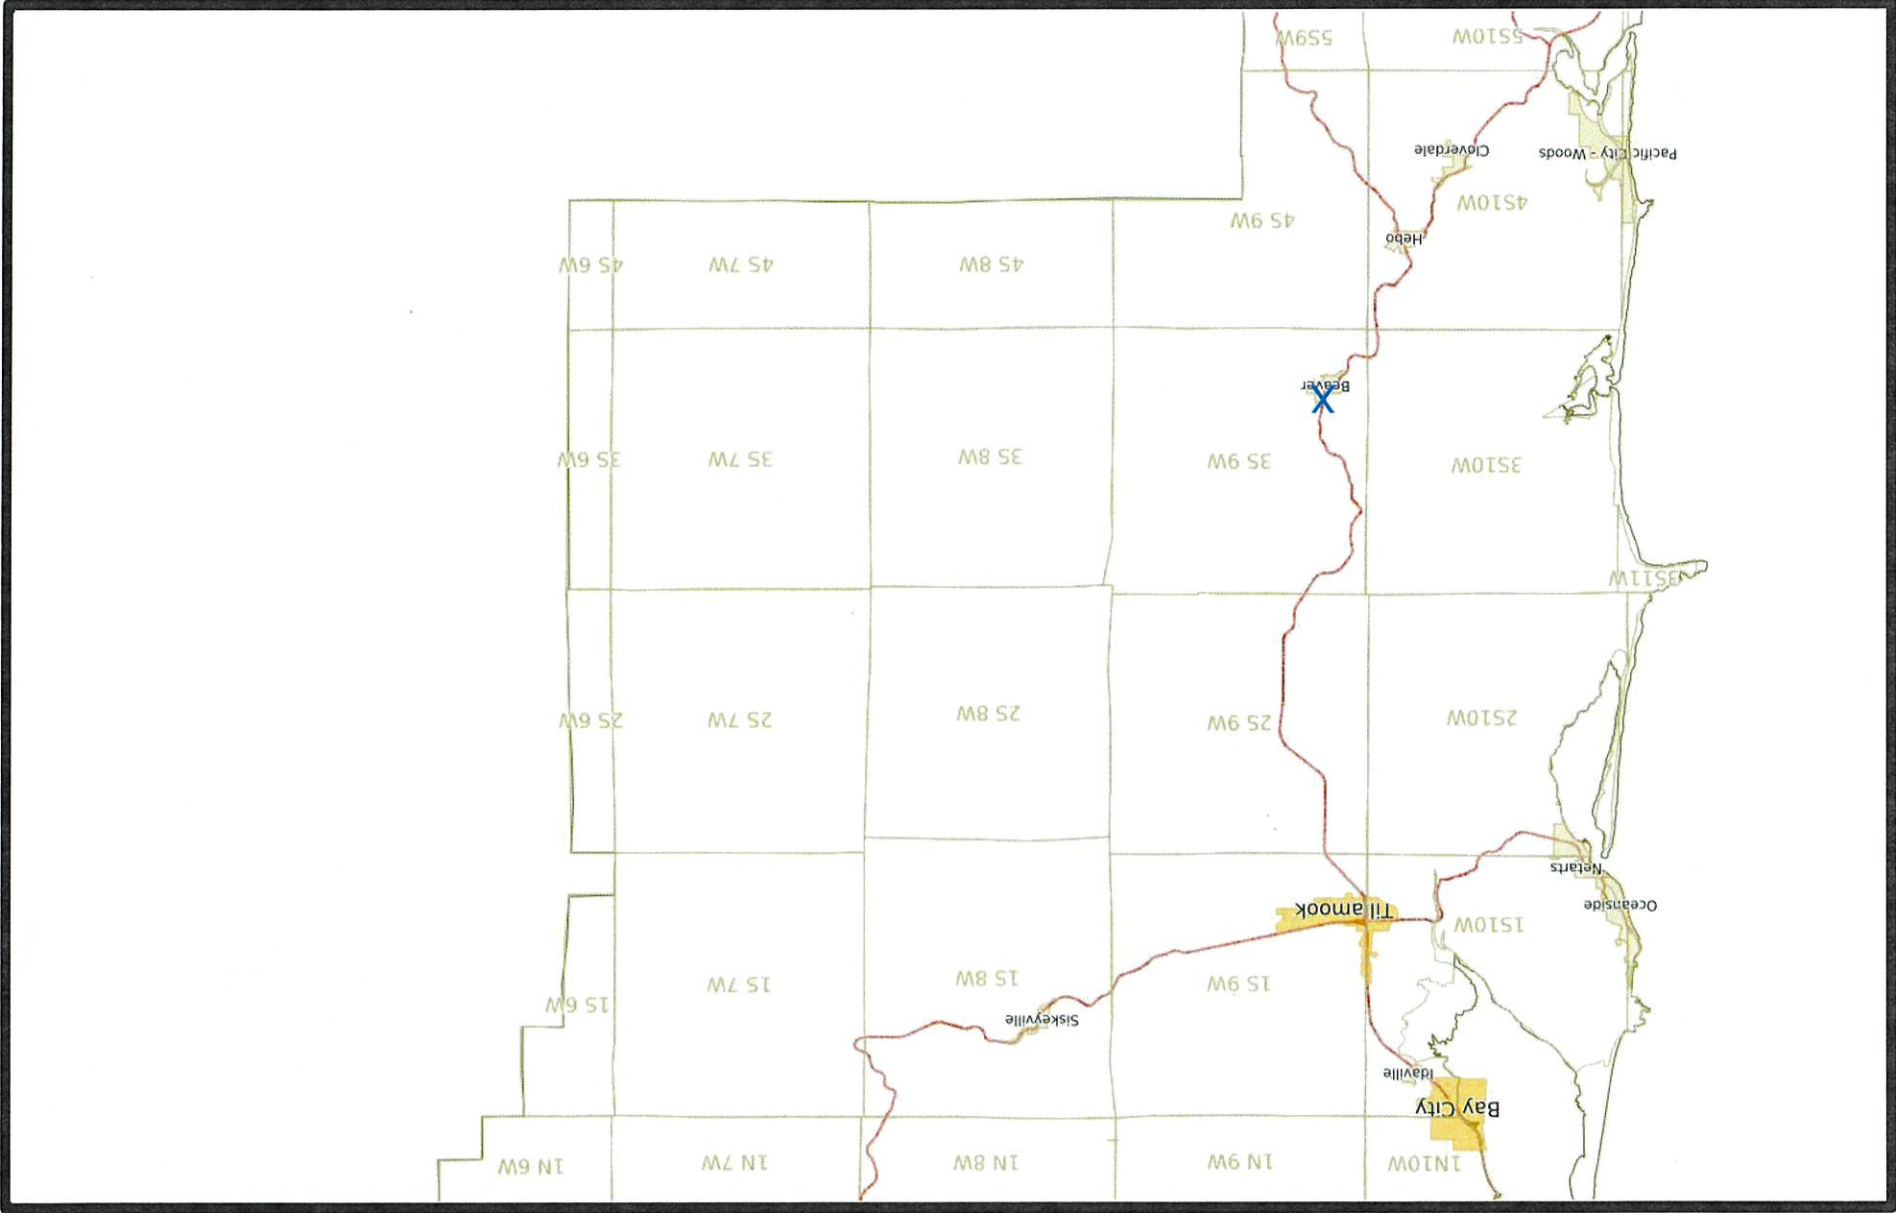 1N10W
1N 9W
1N 8W
1N 7W
1N 6W
Bay City
Idaville
Siskeyville
1S 9W
1S 8W
1S 7W
1S 6W
1S10W
Oceanside
Tillamook
Netarts
2S10W
2S 9W
2S 8W
2S 7W
2S 6W
3S11W
3S10W
3S 9W
3S 8W
3S 7W
3S 6W
X
Beaver
4S 8W
4S 7W
4S 6W
Hebo
4S 9W
4S10W
Pacific City - Woods
Cloverdale
5S10W
5S9W